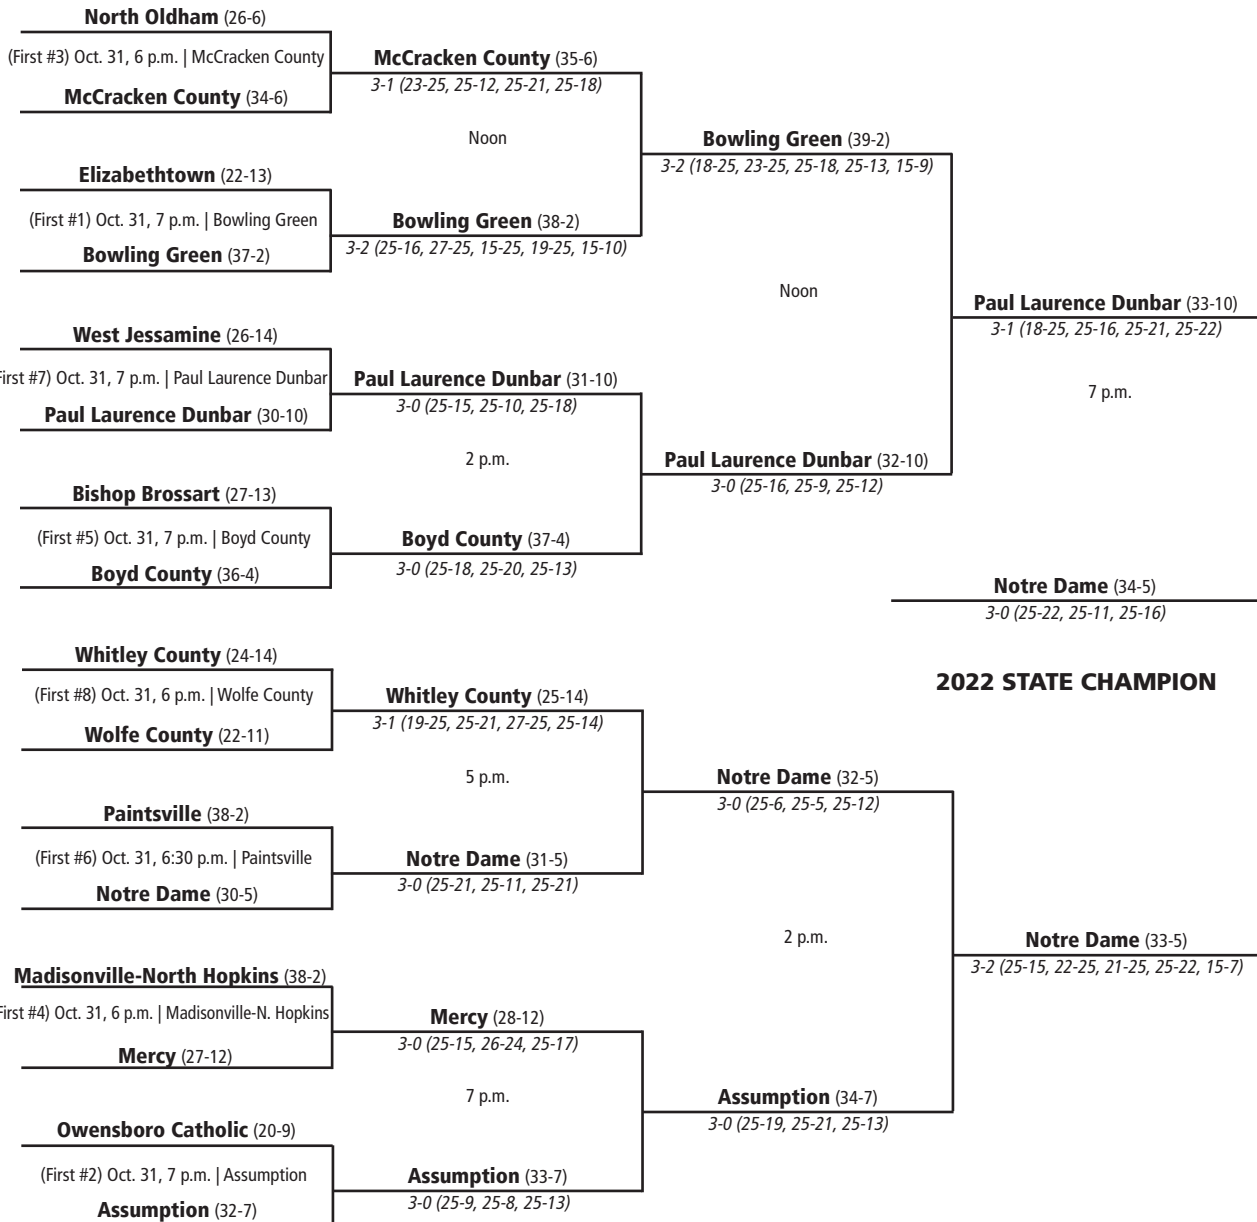 North Oldham (26-6)
(First #3) Oct. 31, 6 p.m. | McCracken County
McCracken County (34-6)
Elizabethtown (22-13)
(First #1) Oct. 31, 7 p.m. | Bowling Green
Bowling Green (37-2)
West Jessamine (26-14)
First #7) Oct. 31, 7 p.m. | Paul Laurence Dunbar
Paul Laurence Dunbar (30-10)
Bishop Brossart (27-13)
(First #5) Oct. 31, 7 p.m. | Boyd County
Boyd County (36-4)
Whitley County (24-14)
(First #8) Oct. 31, 6 p.m. | Wolfe County
Wolfe County (22-11)
Paintsville (38-2)
(First #6) Oct. 31, 6:30 p.m. | Paintsville
Notre Dame (30-5)
Madisonville-North Hopkins (38-2)
First #4) Oct. 31, 6 p.m. | Madisonville-N. Hopkins
Mercy (27-12)
Owensboro Catholic (20-9)
(First #2) Oct. 31, 7 p.m. | Assumption
Assumption (32-7)
McCracken County (35-6)
3-1 (23-25, 25-12, 25-21, 25-18)
Noon
Bowling Green (38-2)
3-2 (25-16, 27-25, 15-25, 19-25, 15-10)
Paul Laurence Dunbar (31-10)
3-0 (25-15, 25-10, 25-18)
2 p.m.
Boyd County (37-4)
3-0 (25-18, 25-20, 25-13)
Whitley County (25-14)
3-1 (19-25, 25-21, 27-25, 25-14)
5 p.m.
Notre Dame (31-5)
3-0 (25-21, 25-11, 25-21)
Mercy (28-12)
3-0 (25-15, 26-24, 25-17)
7 p.m.
Assumption (33-7)
3-0 (25-9, 25-8, 25-13)
Bowling Green (39-2)
3-2 (18-25, 23-25, 25-18, 25-13, 15-9)
Noon
Paul Laurence Dunbar (32-10)
3-0 (25-16, 25-9, 25-12)
Notre Dame (32-5)
3-0 (25-6, 25-5, 25-12)
2 p.m.
Assumption (34-7)
3-0 (25-19, 25-21, 25-13)
Paul Laurence Dunbar (33-10)
3-1 (18-25, 25-16, 25-21, 25-22)
7 p.m.
Notre Dame (34-5)
3-0 (25-22, 25-11, 25-16)
2022 STATE CHAMPION
Notre Dame (33-5)
3-2 (25-15, 22-25, 21-25, 25-22, 15-7)